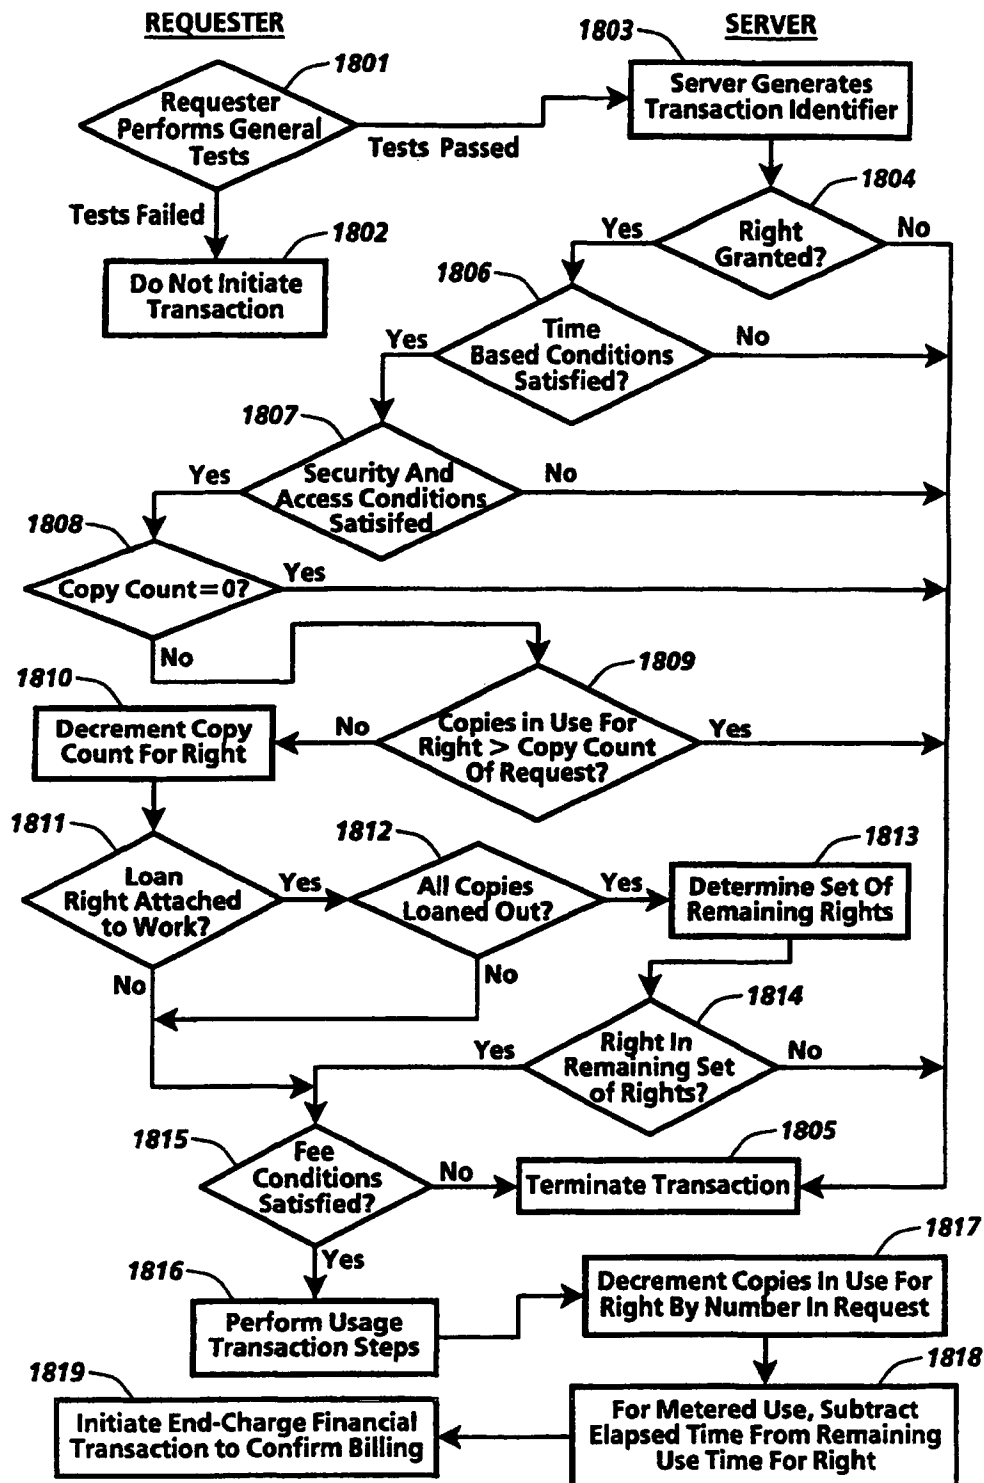 REQUESTER
SERVER
1801
1803
Requester
Performs General
Tests
Server Generates
Transaction Identifier
Tests Passed
Tests Failed
1804
1802
Yes
Right
Granted?
No
Do Not Initiate
Transaction
1806
Yes
Time
Based Conditions
Satisfied?
No
1807
Yes
Security And
Access Conditions
Satisifed
No
1808
Copy Count=0?
Yes
No
1809
1810
Decrement Copy
Count For Right
No
Copies in Use For
Right > Copy Count
Of Request?
Yes
1811
1812
1813
Loan
Right Attached
to Work?
Yes
All Copies
Loaned Out?
Yes
Determine Set Of
Remaining Rights
No
No
1814
Yes
Right In
Remaining Set
of Rights?
No
1815
1805
Fee
Conditions
Satisfied?
No
Terminate Transaction
Yes
1816
1817
Perform Usage
Transaction Steps
Decrement Copies In Use For
Right By Number In Request
1819
1818
Initiate End-Charge Financial
Transaction to Confirm Billing
For Metered Use, Subtract
Elapsed Time From Remaining
Use Time For Right